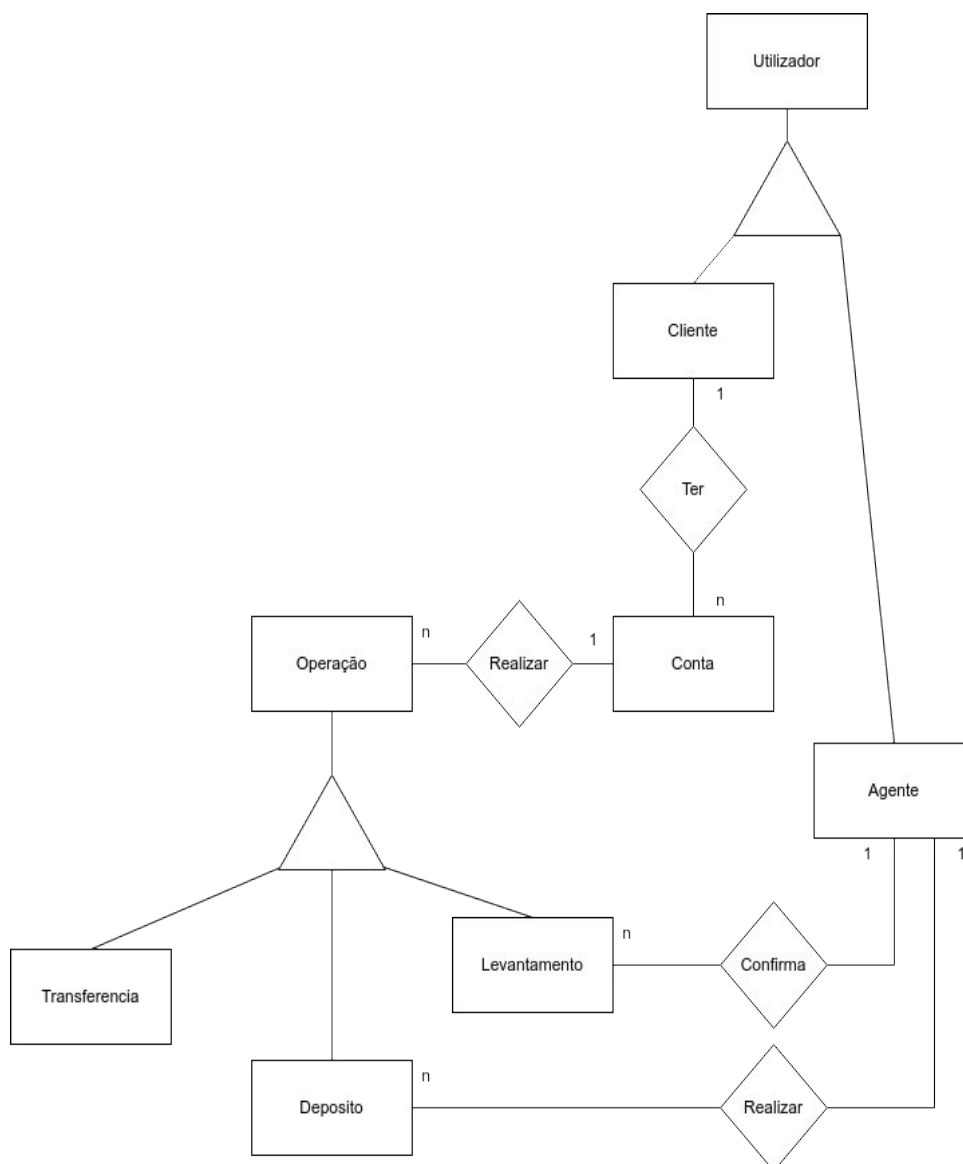 Utilizador
Cliente
1
Ter
n
Operação
n
Realizar
1
Conta
Agente
1
1
Transferencia
Levantamento
n
Confirma
Deposito
n
Realizar